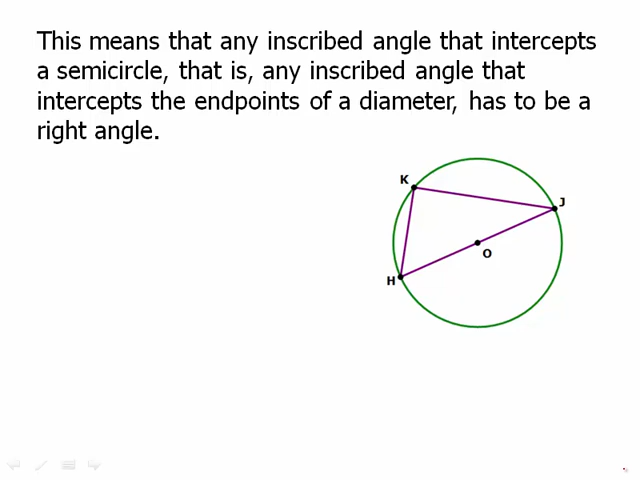 This means that any inscribed angle that intercepts
a semicircle, that is, any inscribed angle that
intercepts the endpoints of a diameter, has to be a
right angle.
K
J
O
H